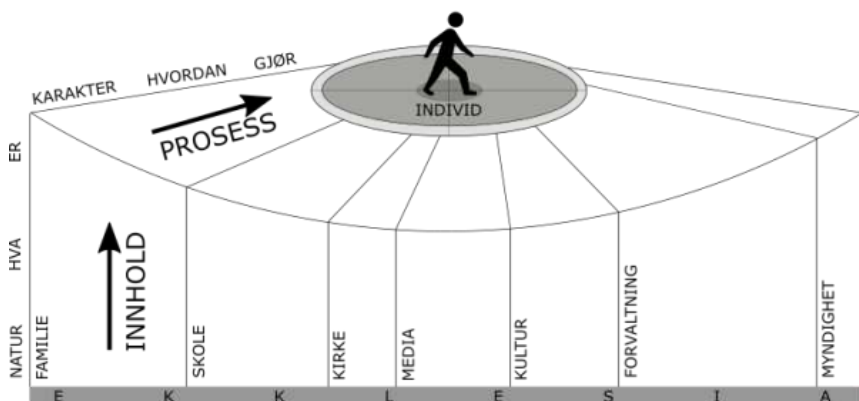 KARAKTER HVORDAN GJØR
INDIVID
PROSESS
NATUR HVA ER
INNHOLD
FAMILIE
SKOLE
KIRKE
MEDIA
KULTUR
FORVALTNING
MYNDIGHET
E K K L E S I A